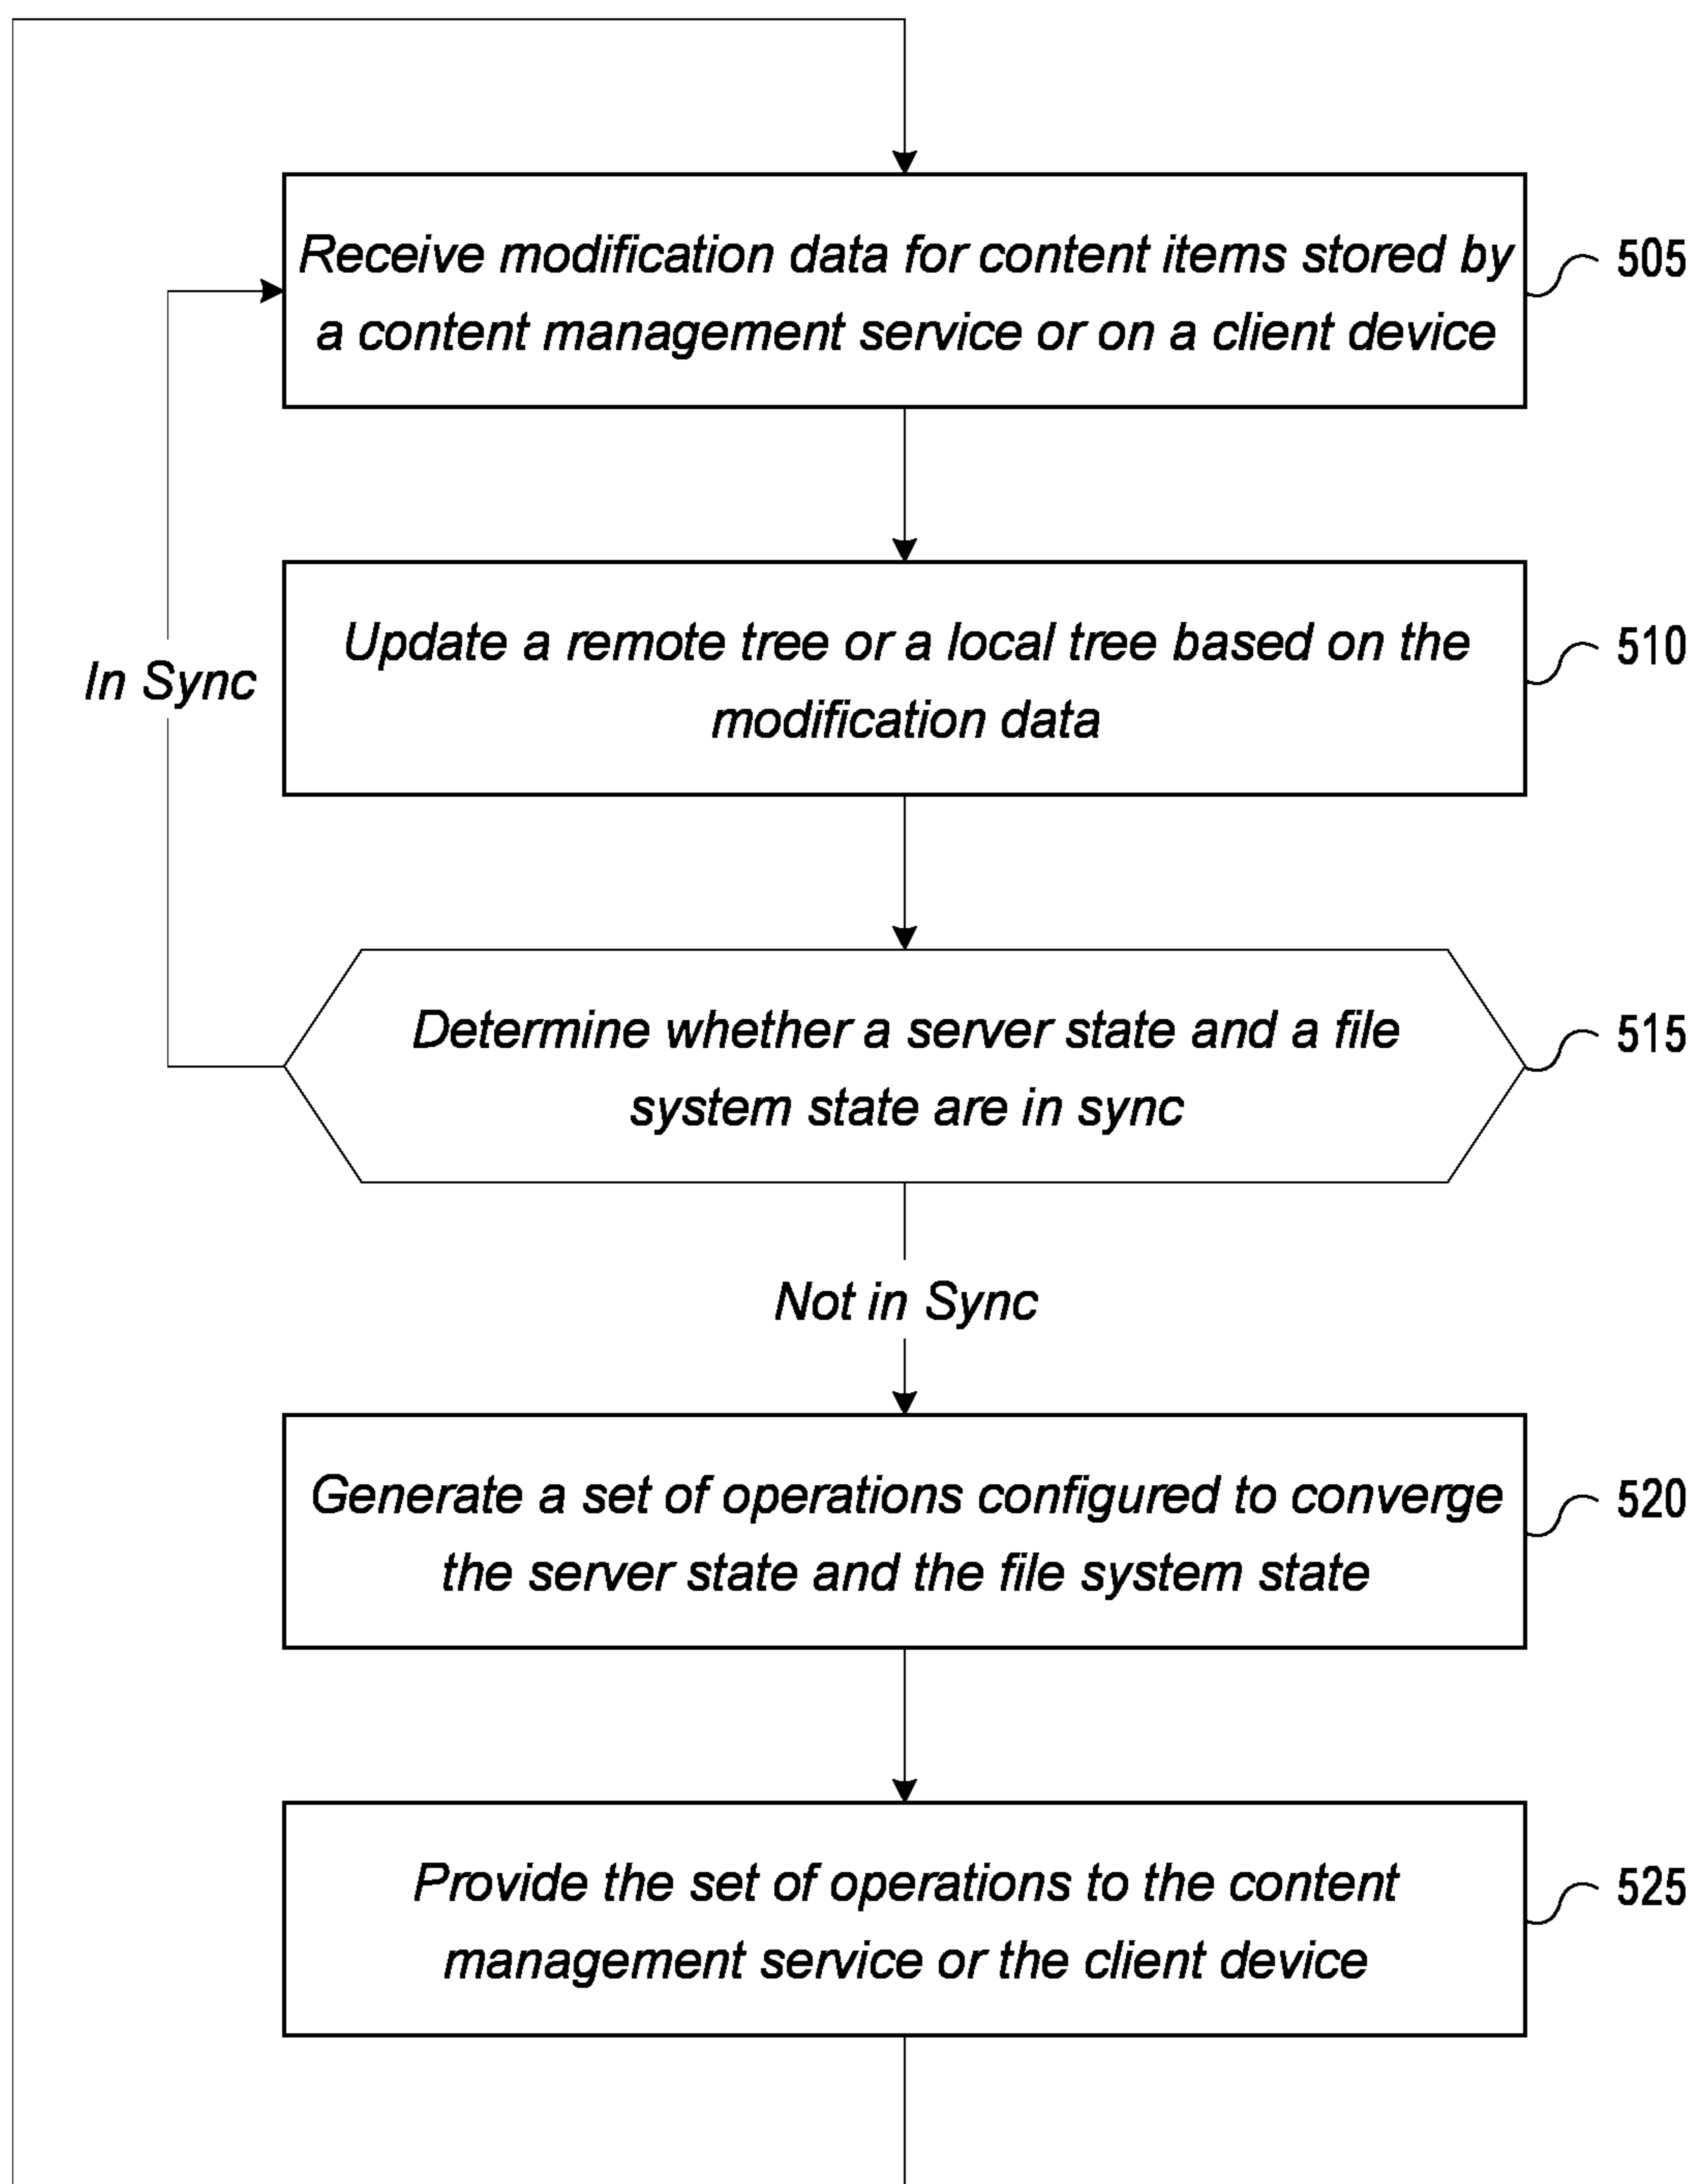 Receive modification data for content items stored by
a content management service or on a client device
505
Update a remote tree or a local tree based on the
modification data
510
In Sync
Determine whether a server state and a file
system state are in sync
515
Not in Sync
Generate a set of operations configured to converge
the server state and the file system state
520
Provide the set of operations to the content
management service or the client device
525